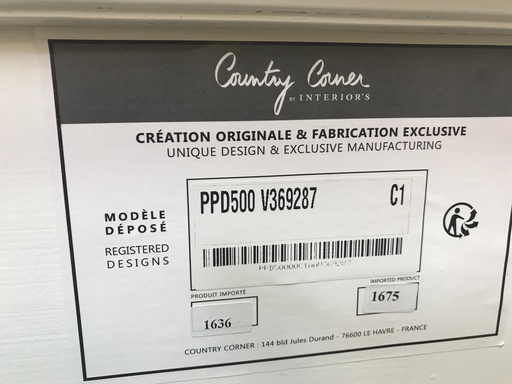 Country Corner
BY INTERIOR'S
CRÉATION ORIGINALE & FABRICATION EXCLUSIVE
UNIQUE DESIGN & EXCLUSIVE MANUFACTURING
MODÈLE
DÉPOSÉ
REGISTERED
DESIGNS
PPD500 V369287 C1
PRODUIT IMPORTÉ
1636
IMPORTED PRODUCT
1675
COUNTRY CORNER : 144 bld Jules Durand - 76600 LE HAVRE - FRANCE